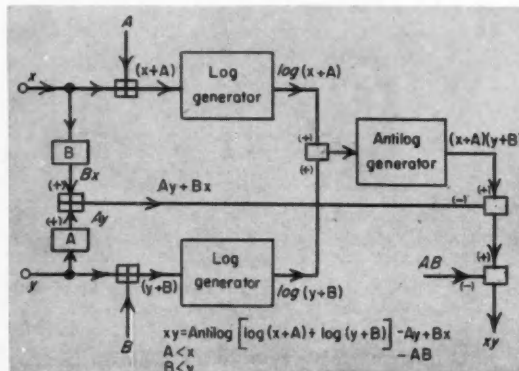 A
x
(x+A)
Log
generator
log(x+A)
B
Bx
(+)
(+)
(+)
(+)
Antilog
generator
(x+A)(y+B)
Ay+Bx
(−)
(+)
Ay
A
y
(y+B)
Log
generator
log(y+B)
B
AB
(−)
(+)
xy
xy=Antilog [log(x+A)+ log(y+B)] -Ay+Bx
A<x
-AB
B<y